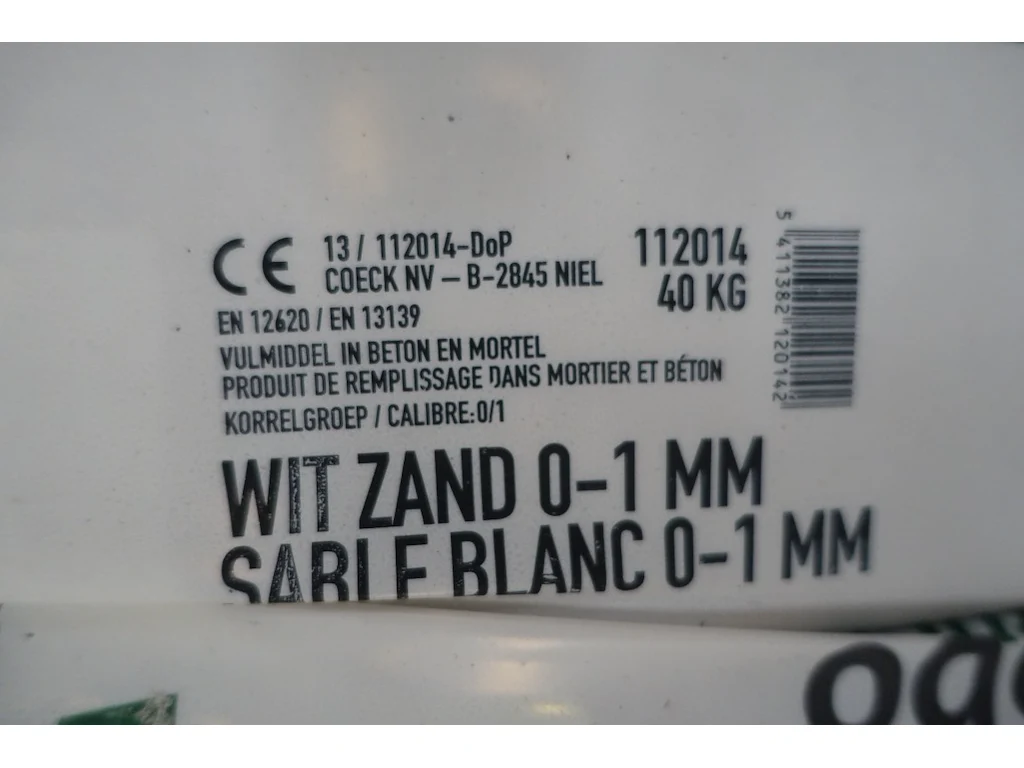 CE 13 / 112014-DoP
COECK NV – B-2845 NIEL
112014
40 KG
EN 12620 / EN 13139
VULMIDDEL IN BETON EN MORTEL
PRODUIT DE REMPLISSAGE DANS MORTIER ET BÉTON
KORRELGROEP / CALIBRE:0/1
WIT ZAND 0-1 MM
SABLE BLANC 0-1 MM
5 411382 120142